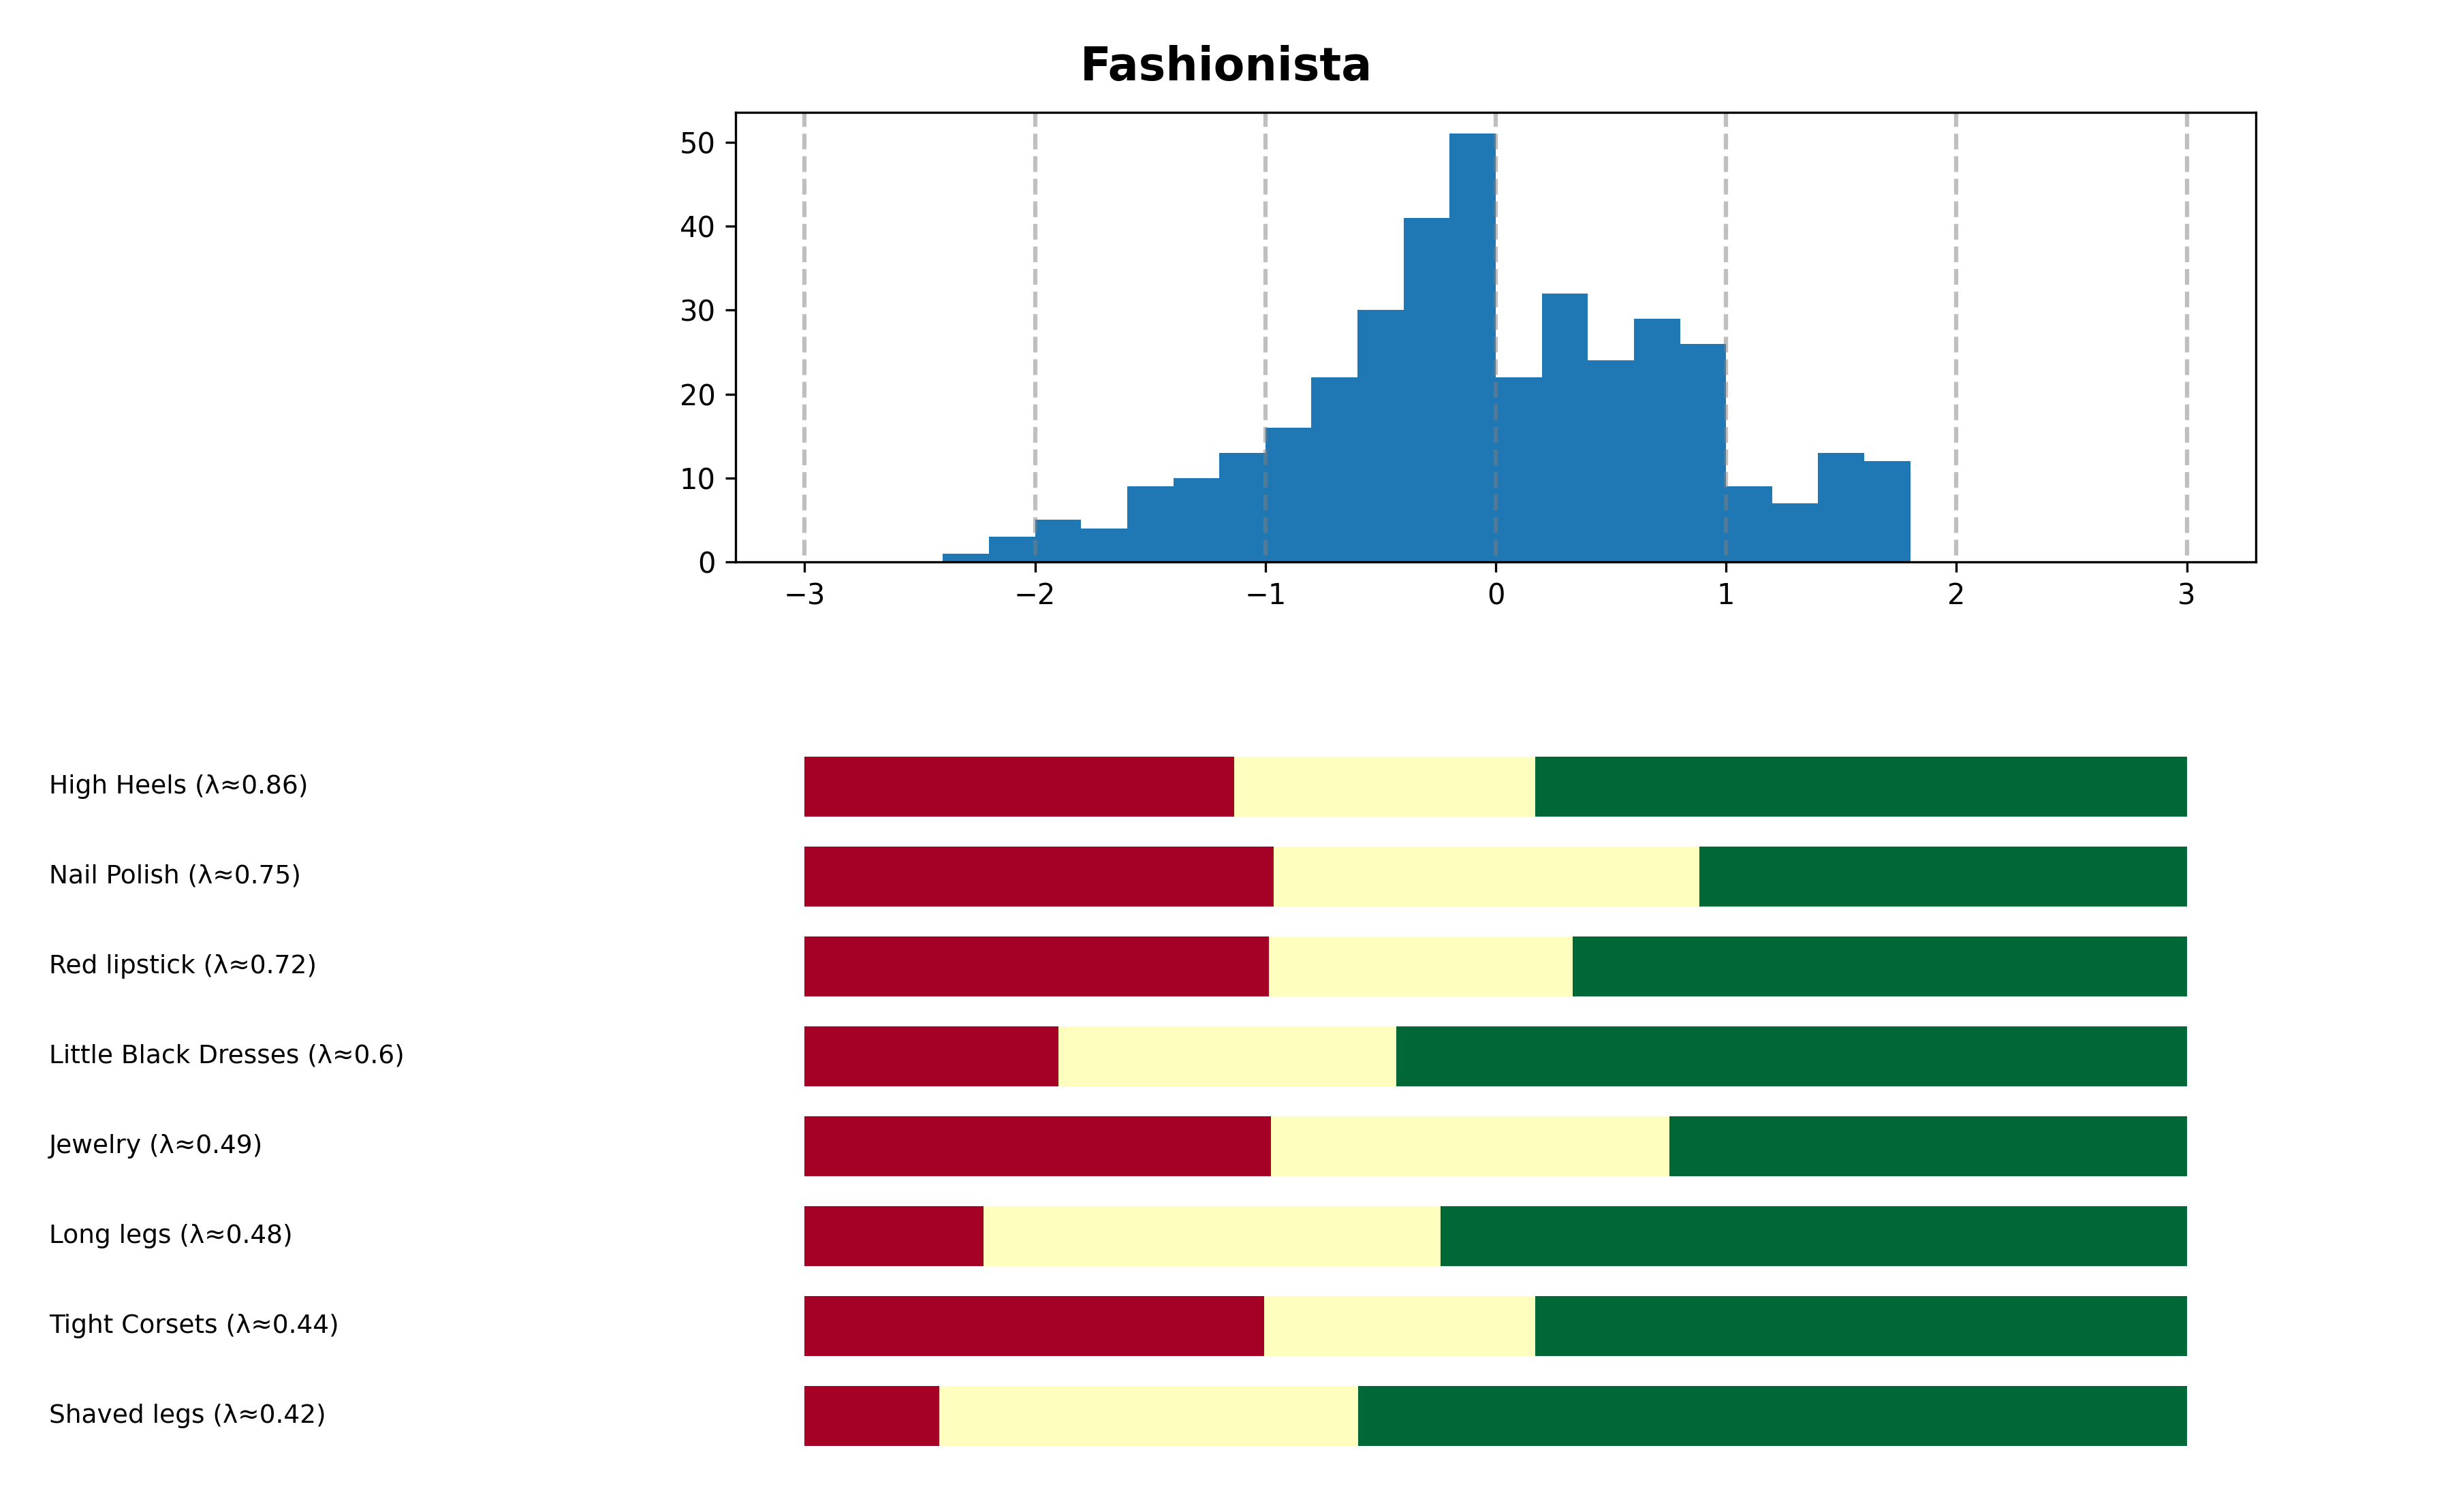 Fashionista
50
40
30
20
10
0
−3 −2 −1 0 1 2 3
High Heels (λ≈0.86)
Nail Polish (λ≈0.75)
Red lipstick (λ≈0.72)
Little Black Dresses (λ≈0.6)
Jewelry (λ≈0.49)
Long legs (λ≈0.48)
Tight Corsets (λ≈0.44)
Shaved legs (λ≈0.42)